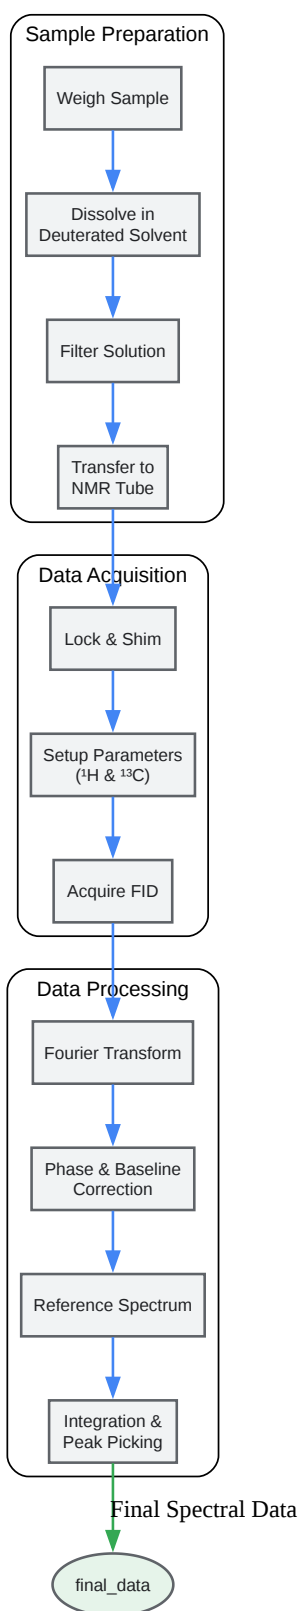 Sample Preparation
Weigh Sample
Dissolve in
Deuterated Solvent
Filter Solution
Transfer to
NMR Tube
Data Acquisition
Lock & Shim
Setup Parameters
(¹H & ¹³C)
Acquire FID
Data Processing
Fourier Transform
Phase & Baseline
Correction
Reference Spectrum
Integration &
Peak Picking
Final Spectral Data
final_data